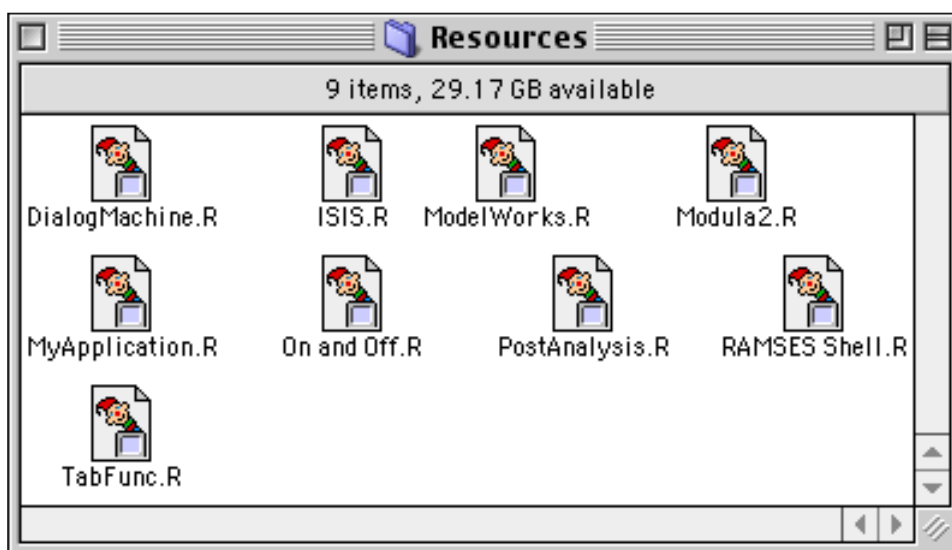 Resources
9 items, 29.17 GB available
DialogMachine.R ISIS.R ModelWorks.R Modula2.R
MyApplication.R On and Off.R PostAnalysis.R RAMSES Shell.R
TabFunc.R